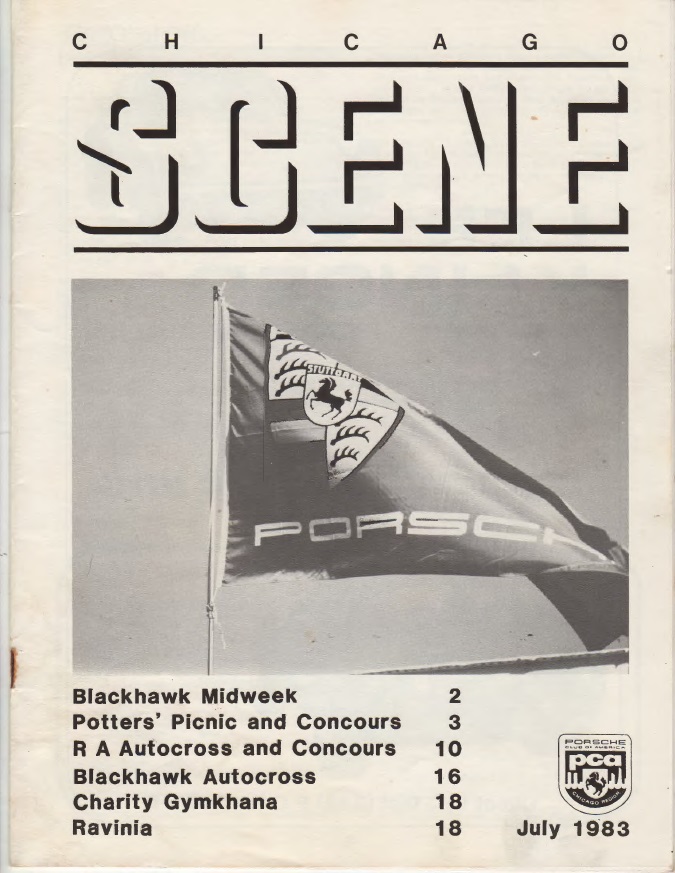 CHICAGO
SCENE
STUTTGART
PORSCH
Blackhawk Midweek 2
Potters' Picnic and Concours 3
R A Autocross and Concours 10
Blackhawk Autocross 16
Charity Gymkhana 18
Ravinia 18
PORSCHE
CLUB OF AMERICA
pca
CHICAGO REGION
July 1983